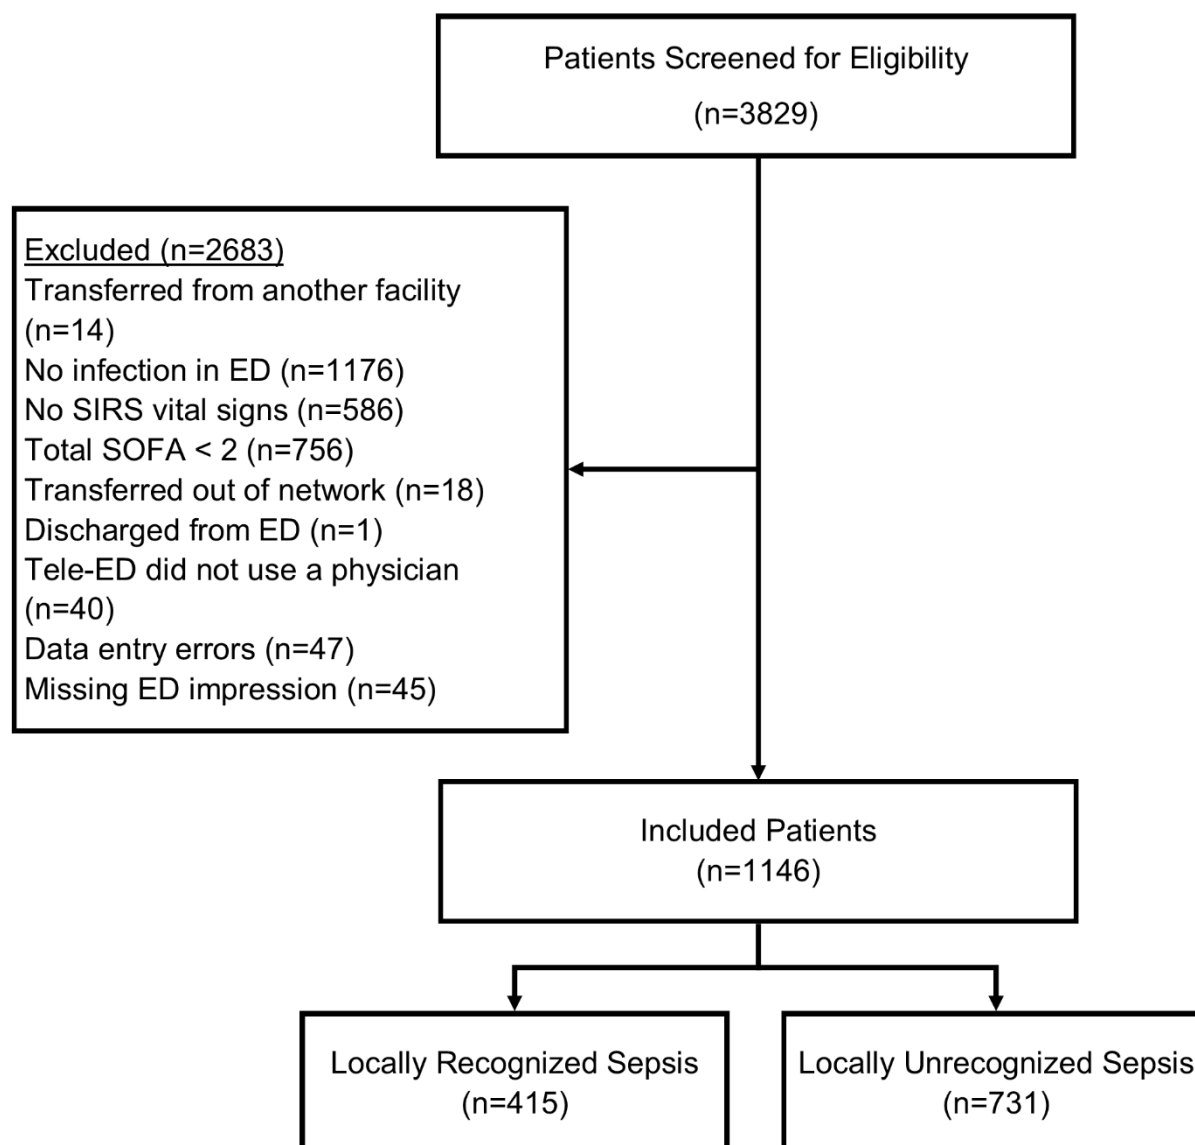 Patients Screened for Eligibility
(n=3829)
Excluded (n=2683)
Transferred from another facility
(n=14)
No infection in ED (n=1176)
No SIRS vital signs (n=586)
Total SOFA < 2 (n=756)
Transferred out of network (n=18)
Discharged from ED (n=1)
Tele-ED did not use a physician
(n=40)
Data entry errors (n=47)
Missing ED impression (n=45)
Included Patients
(n=1146)
Locally Recognized Sepsis
(n=415)
Locally Unrecognized Sepsis
(n=731)